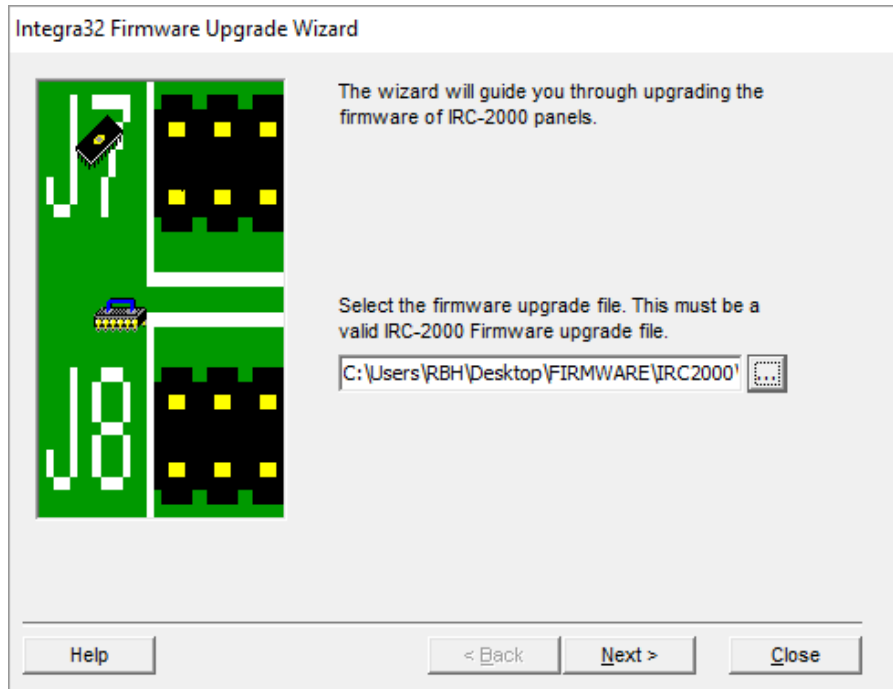 Integra32 Firmware Upgrade Wizard
J7
The wizard will guide you through upgrading the
firmware of IRC-2000 panels.
Select the firmware upgrade file. This must be a
valid IRC-2000 Firmware upgrade file.
C:\Users\RBH\Desktop\FIRMWARE\IRC2000\
...
J8
Help
< Back
Next >
Close